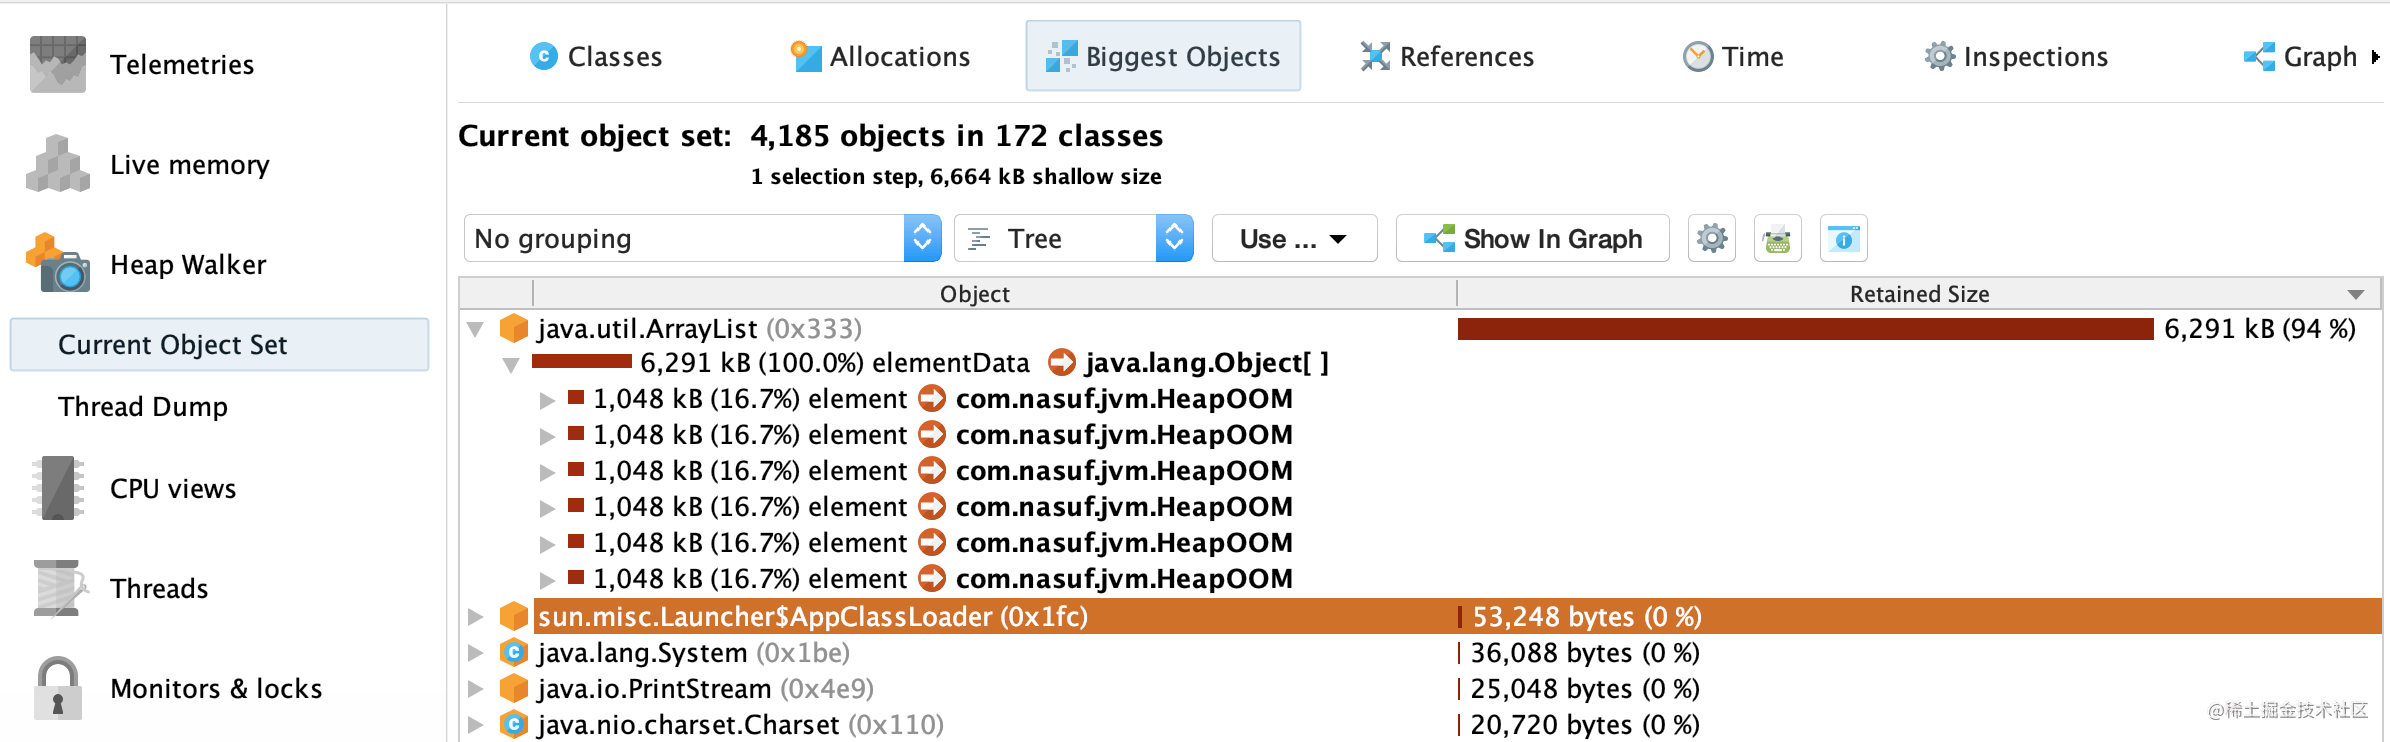 Telemetries
Live memory
Heap Walker
Current Object Set
Thread Dump
CPU views
Threads
Monitors & locks
Classes Allocations Biggest Objects References Time Inspections Graph
Current object set: 4,185 objects in 172 classes
1 selection step, 6,664 kB shallow size
No grouping Tree Use ... Show In Graph
Object Retained Size
java.util.ArrayList (0x333) 6,291 kB (94 %)
6,291 kB (100.0%) elementData java.lang.Object[ ]
1,048 kB (16.7%) element com.nasuf.jvm.HeapOOM
1,048 kB (16.7%) element com.nasuf.jvm.HeapOOM
1,048 kB (16.7%) element com.nasuf.jvm.HeapOOM
1,048 kB (16.7%) element com.nasuf.jvm.HeapOOM
1,048 kB (16.7%) element com.nasuf.jvm.HeapOOM
1,048 kB (16.7%) element com.nasuf.jvm.HeapOOM
sun.misc.Launcher$AppClassLoader (0x1fc) 53,248 bytes (0 %)
java.lang.System (0x1be) 36,088 bytes (0 %)
java.io.PrintStream (0x4e9) 25,048 bytes (0 %)
java.nio.charset.Charset (0x110) 20,720 bytes (0 %)
@稀土掘金技术社区